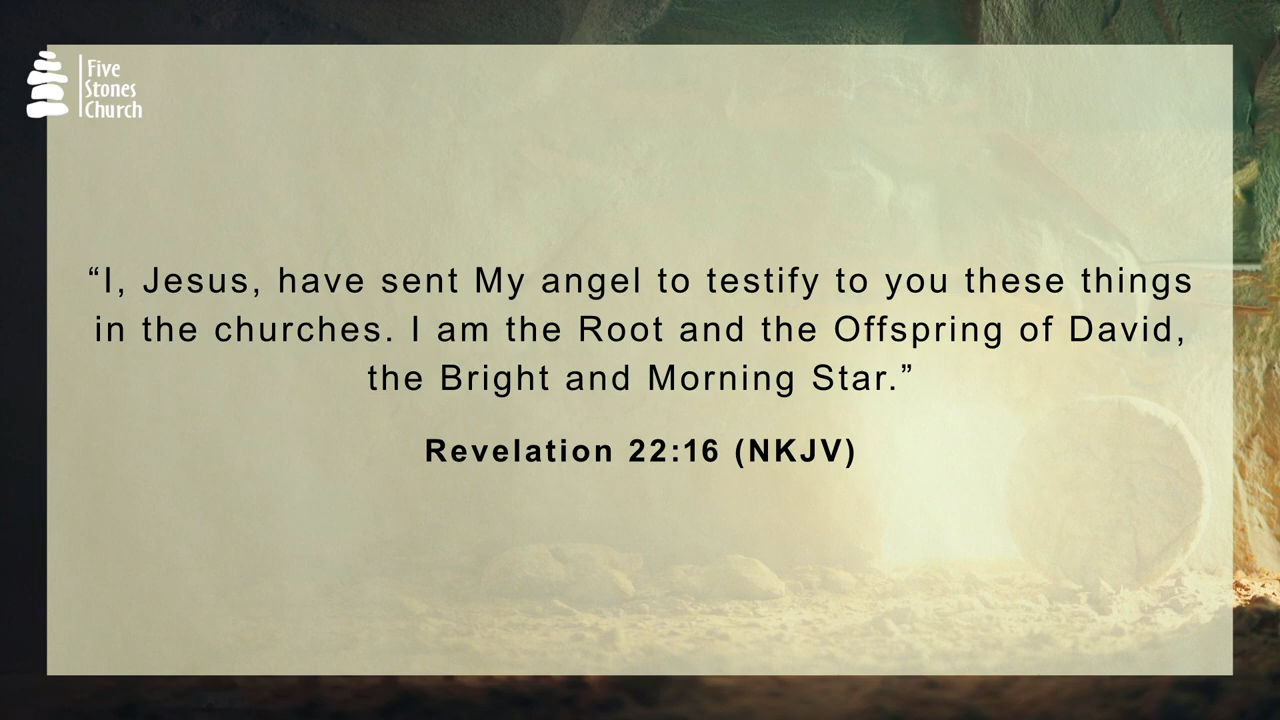 Five
Stones
Church
“I, Jesus, have sent My angel to testify to you these things
in the churches. I am the Root and the Offspring of David,
the Bright and Morning Star.”
Revelation 22:16 (NKJV)